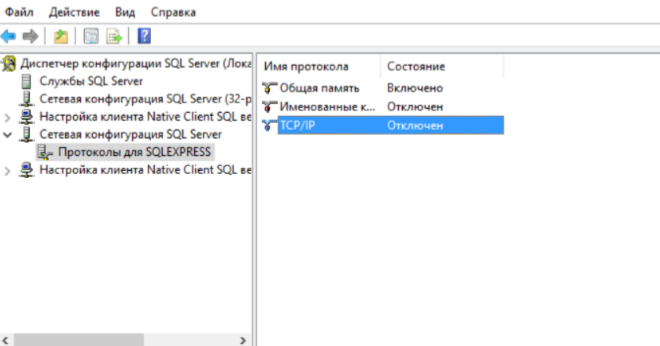 Файл Действие Вид Справка
Диспетчер конфигурации SQL Server (Лока
Службы SQL Server
Сетевая конфигурация SQL Server (32-р
Настройка клиента Native Client SQL ве
Сетевая конфигурация SQL Server
Протоколы для SQLEXPRESS
Настройка клиента Native Client SQL ве
Имя протокола Состояние
Общая память Включено
Именованные к... Отключен
TCP/IP Отключен